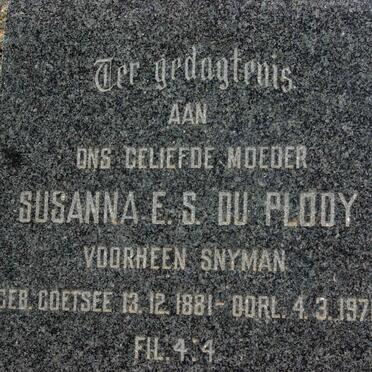 Ter gedagtenis
AAN
ONS GELIEFDE MOEDER
SUSANNA E. S. DU PLOOY
VOORHEEN SNYMAN
GEB. COETSEE 13.12.1881 - OORL. 4.3.197
FIL. 4:4